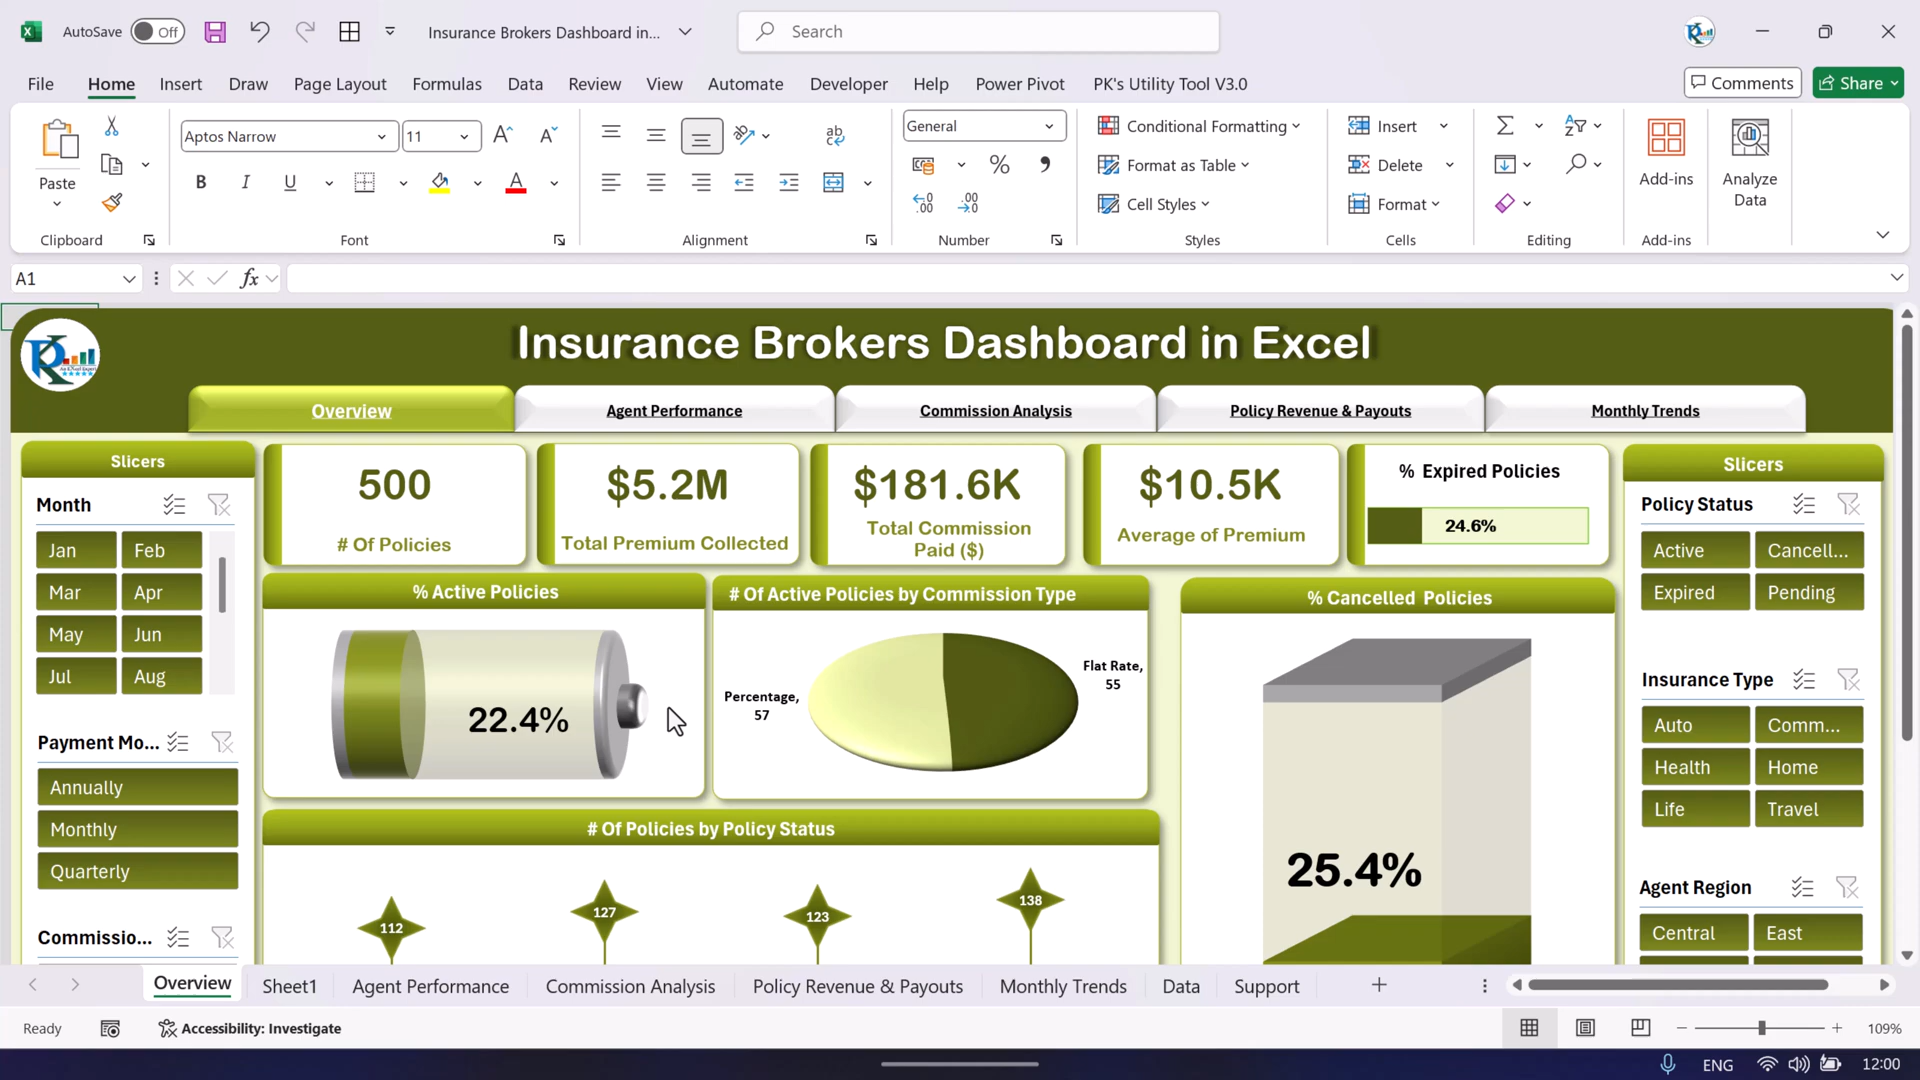 AutoSave Off
Insurance Brokers Dashboard in...
Search
File Home Insert Draw Page Layout Formulas Data Review View Automate Developer Help Power Pivot PK's Utility Tool V3.0
Comments Share
Paste
Clipboard
Aptos Narrow 11
B I U A
Font
ab
Alignment
General
% 9
Number
Conditional Formatting
Format as Table
Cell Styles
Styles
Insert
Delete
Format
Cells
Editing
Add-ins
Add-ins
Analyze
Data
A1
fx
Insurance Brokers Dashboard in Excel
Overview Agent Performance Commission Analysis Policy Revenue & Payouts Monthly Trends
Slicers
Month
Jan Feb
Mar Apr
May Jun
Jul Aug
Payment Mo...
Annually
Monthly
Quarterly
Commissio...
500
# Of Policies
$5.2M
Total Premium Collected
$181.6K
Total Commission
Paid ($)
$10.5K
Average of Premium
% Expired Policies
24.6%
% Active Policies
22.4%
# Of Active Policies by Commission Type
Percentage,
57
Flat Rate,
55
% Cancelled Policies
25.4%
# Of Policies by Policy Status
112 127 123 138
Slicers
Policy Status
Active Cancell...
Expired Pending
Insurance Type
Auto Comm...
Health Home
Life Travel
Agent Region
Central East
Overview Sheet1 Agent Performance Commission Analysis Policy Revenue & Payouts Monthly Trends Data Support
Ready
Accessibility: Investigate
109%
ENG
12:00